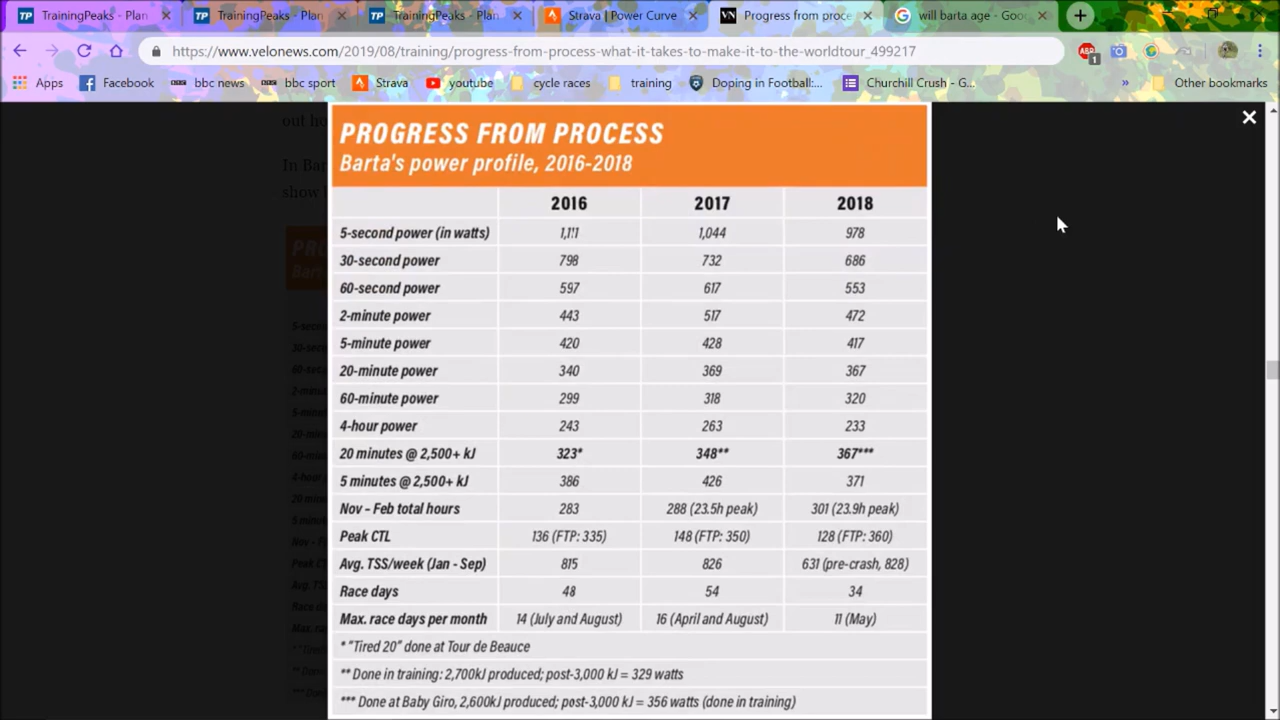 TrainingPeaks - Plan
TrainingPeaks - Plan
TrainingPeaks - Plan
Strava | Power Curve
Progress from proce
will barta age - Goo
https://www.velonews.com/2019/08/training/progress-from-process-what-it-takes-to-make-it-to-the-worldtour_499217
ABP 1
Apps Facebook bbc news bbc sport Strava youtube cycle races training Doping in Football:... Churchill Crush - G... » Other bookmarks
out h
In Bar
show
PROGRESS FROM PROCESS
Barta's power profile, 2016-2018
2016 2017 2018
5-second power (in watts) 1,111 1,044 978
30-second power 798 732 686
60-second power 597 617 553
2-minute power 443 517 472
5-minute power 420 428 417
20-minute power 340 369 367
60-minute power 299 318 320
4-hour power 243 263 233
20 minutes @ 2,500+ kJ 323* 348** 367***
5 minutes @ 2,500+ kJ 386 426 371
Nov - Feb total hours 283 288 (23.5h peak) 301 (23.9h peak)
Peak CTL 136 (FTP: 335) 148 (FTP: 350) 128 (FTP: 360)
Avg. TSS/week (Jan - Sep) 815 826 631 (pre-crash, 828)
Race days 48 54 34
Max. race days per month 14 (July and August) 16 (April and August) 11 (May)
* "Tired 20" done at Tour de Beauce
** Done in training: 2,700kJ produced; post-3,000 kJ = 329 watts
*** Done at Baby Giro, 2,600kJ produced; post-3,000 kJ = 356 watts (done in training)